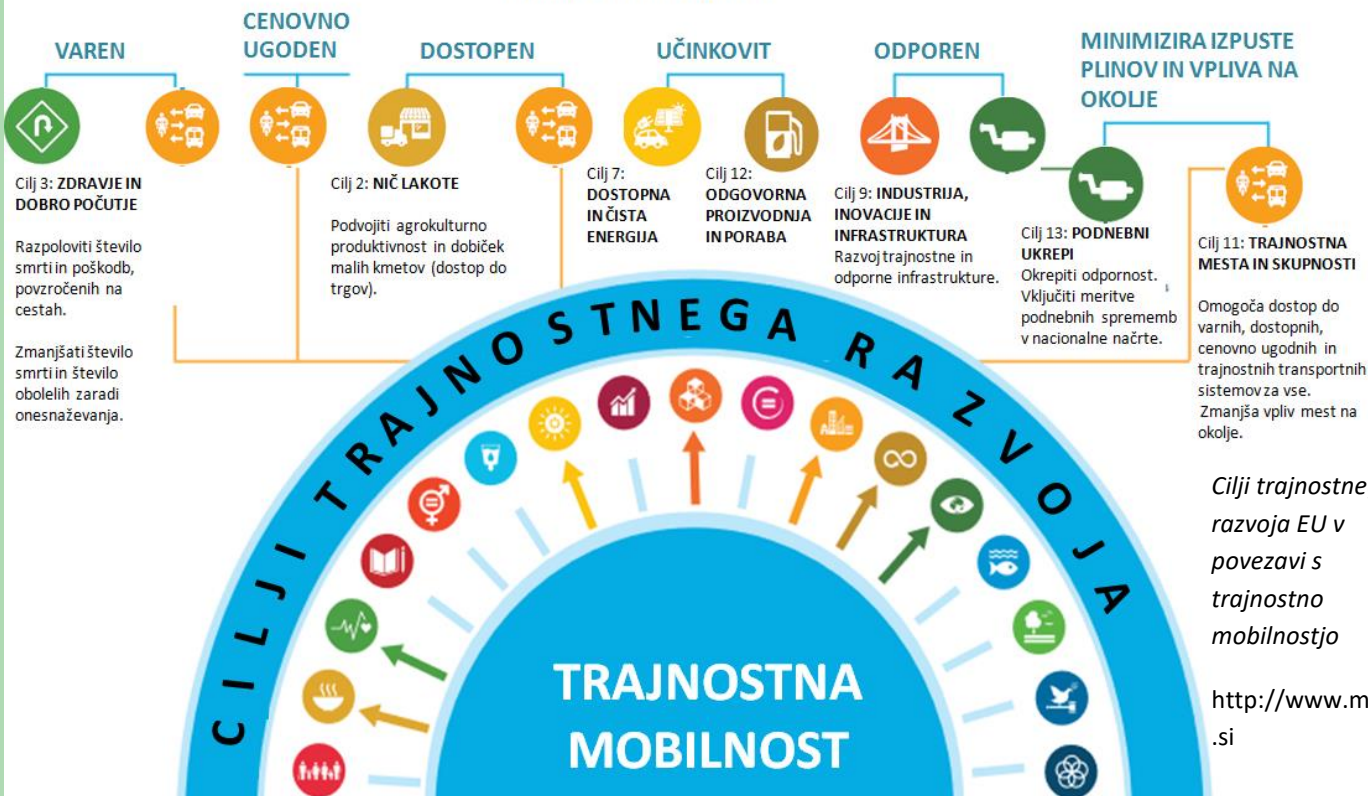 VAREN
CENOVNO
UGODEN
DOSTOPEN
UČINKOVIT
ODPOREN
MINIMIZIRA IZPUSTE
PLINOV IN VPLIVA NA
OKOLJE
Cilj 3: ZDRAVJE IN
DOBRO POČUTJE
Razpoloviti število
smrti in poškodb,
povzročenih na
cestah.
Zmanjšati število
smrti in število
obolelih zaradi
onesnaževanja.
Cilj 2: NIČ LAKOTE
Podvojiti agrokulturno
produktivnost in dobiček
malih kmetov (dostop do
trgov).
Cilj 7:
DOSTOPNA
IN ČISTA
ENERGIJA
Cilj 12:
ODGOVORNA
PROIZVODNJA
IN PORABA
Cilj 9: INDUSTRIJA,
INOVACIJE IN
INFRASTRUKTURA
Razvoj trajnostne in
odporne infrastrukture.
Cilj 13: PODNEBNI
UKREPI
Okrepiti odpornost.
Vključiti meritve
podnebnih sprememb
v nacionalne načrte.
Cilj 11: TRAJNOSTNA
MESTA IN SKUPNOSTI
Omogoča dostop do
varnih, dostopnih,
cenovno ugodnih in
trajnostnih transportnih
sistemov za vse.
Zmanjša vpliv mest na
okolje.
CILJI TRAJNOSTNEGA RAZVOJA
TRAJNOSTNA
MOBILNOST
Cilji trajnostne
razvoja EU v
povezavi s
trajnostno
mobilnostjo
http://www.m
.si